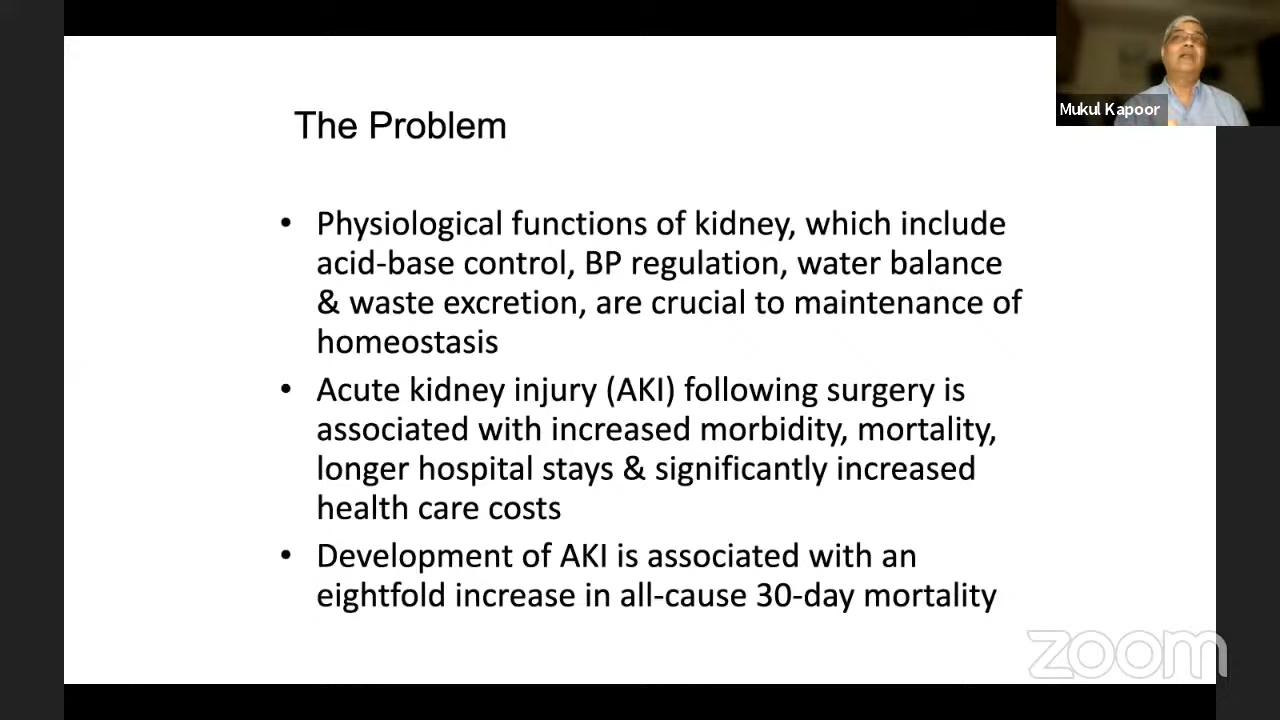 The Problem
• Physiological functions of kidney, which include
acid-base control, BP regulation, water balance
& waste excretion, are crucial to maintenance of
homeostasis
• Acute kidney injury (AKI) following surgery is
associated with increased morbidity, mortality,
longer hospital stays & significantly increased
health care costs
• Development of AKI is associated with an
eightfold increase in all-cause 30-day mortality
Mukul Kapoor
zoom